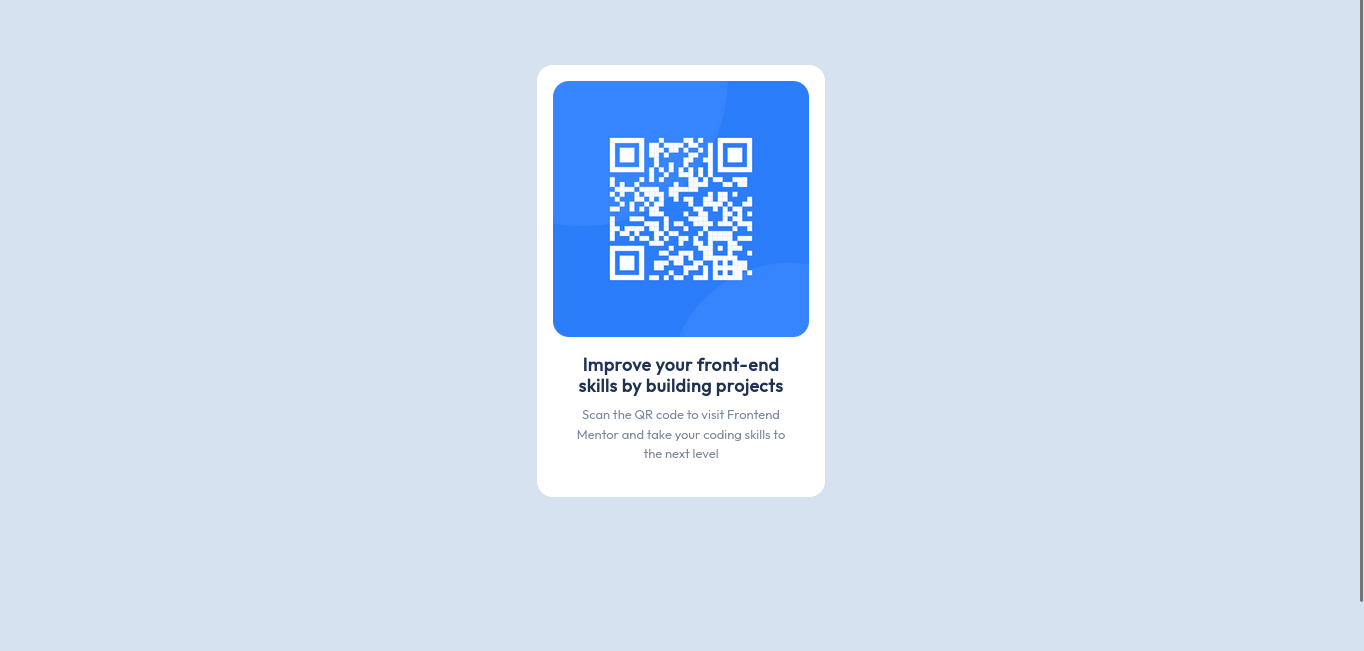 Improve your front-end
skills by building projects
Scan the QR code to visit Frontend
Mentor and take your coding skills to
the next level